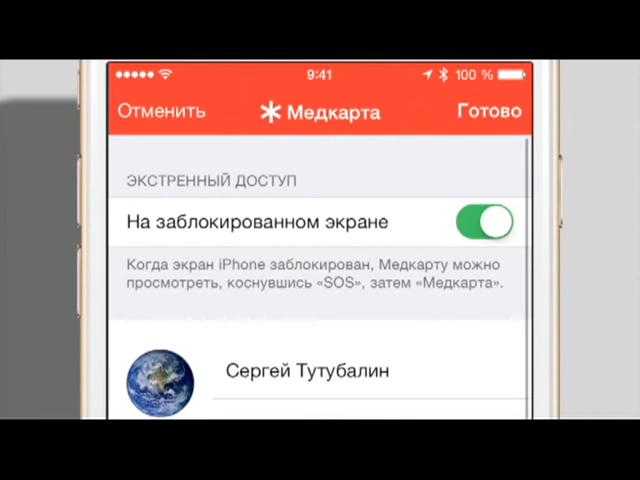 9:41
100 %
Отменить
Медкарта
Готово
ЭКСТРЕННЫЙ ДОСТУП
На заблокированном экране
Когда экран iPhone заблокирован, Медкарту можно
просмотреть, коснувшись «SOS», затем «Медкарта».
Сергей Тутубалин